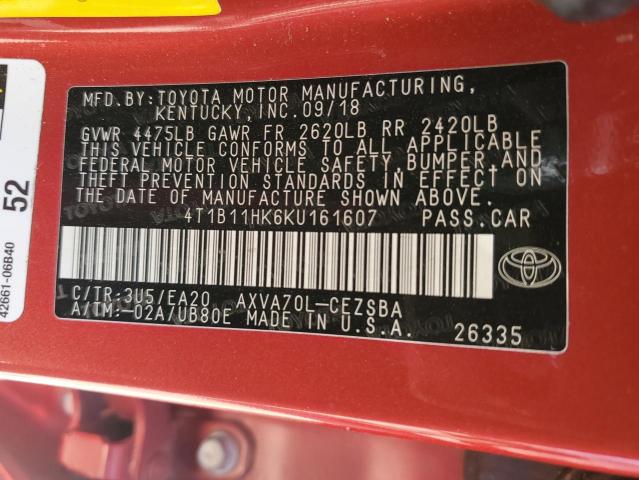 MFD.BY:TOYOTA MOTOR MANUFACTURING,
KENTUCKY, INC.09/18
GVWR 4475LB GAWR FR 2620LB RR 2420LB
THIS VEHICLE CONFORMS TO ALL APPLICABLE
FEDERAL MOTOR VEHICLE SAFETY, BUMPER, AND
THEFT PREVENTION STANDARDS IN EFFECT ON
THE DATE OF MANUFACTURE SHOWN ABOVE.
4T1B11HK6KU161607 PASS.CAR
C/TR:3U5/EA20 AXVA70L-CEZSBA
A/TM:-02A/UB80E MADE IN U.S.A. 26335
TOYOTA
52
42661-06B40